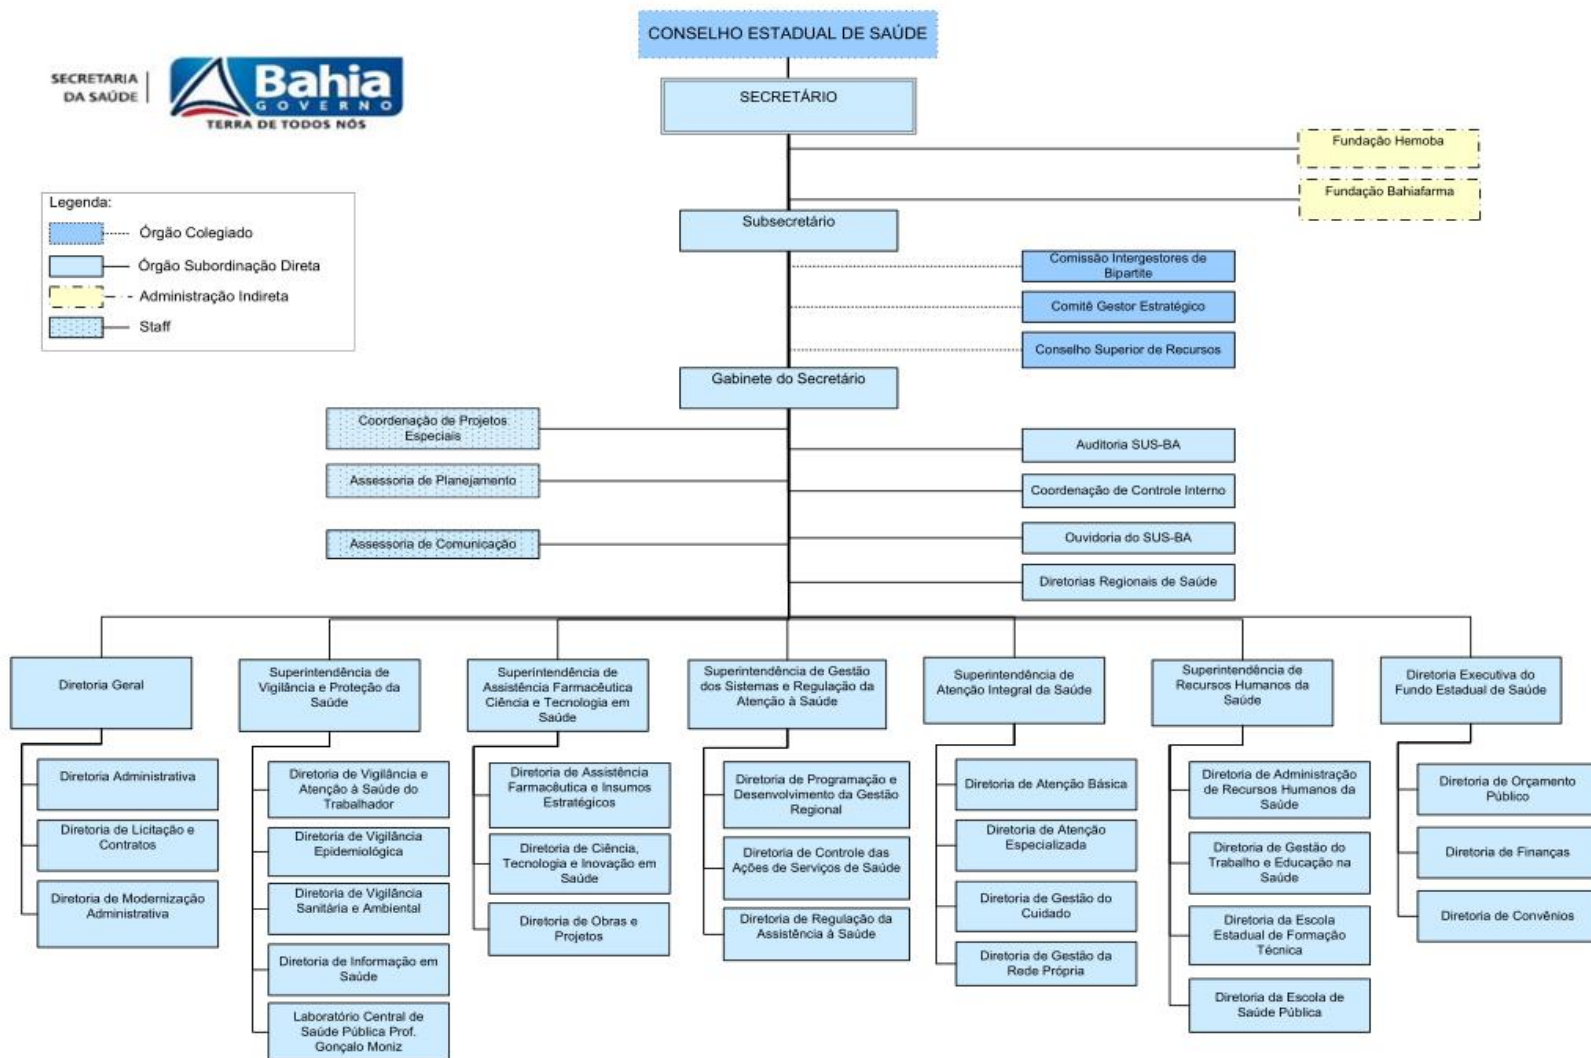 CONSELHO ESTADUAL DE SAÚDE
SECRETARIA
DA SAÚDE
Bahia
GOVERNO
TERRA DE TODOS NÓS
SECRETÁRIO
Fundação Hemoba
Fundação Bahiafarma
Legenda:
Órgão Colegiado
Órgão Subordinação Direta
Administração Indireta
Staff
Subsecretário
Comissão Intergestores de
Bipartite
Comitê Gestor Estratégico
Conselho Superior de Recursos
Gabinete do Secretário
Coordenação de Projetos
Especiais
Assessoria de Planejamento
Assessoria de Comunicação
Auditoria SUS-BA
Coordenação de Controle Interno
Ouvidoria do SUS-BA
Diretorias Regionais de Saúde
Diretoria Geral
Diretoria Administrativa
Diretoria de Licitação e
Contratos
Diretoria de Modernização
Administrativa
Superintendência de
Vigilância e Proteção da
Saúde
Diretoria de Vigilância e
Atenção à Saúde do
Trabalhador
Diretoria de Vigilância
Epidemiológica
Diretoria de Vigilância
Sanitária e Ambiental
Diretoria de Informação em
Saúde
Laboratório Central de
Saúde Pública Prof.
Gonçalo Moniz
Superintendência de
Assistência Farmacêutica
Ciência e Tecnologia em
Saúde
Diretoria de Assistência
Farmacêutica e Insumos
Estratégicos
Diretoria de Ciência,
Tecnologia e Inovação em
Saúde
Diretoria de Obras e
Projetos
Superintendência de Gestão
dos Sistemas e Regulação da
Atenção à Saúde
Diretoria de Programação e
Desenvolvimento da Gestão
Regional
Diretoria de Controle das
Ações de Serviços de Saúde
Diretoria de Regulação da
Assistência à Saúde
Superintendência de
Atenção Integral da Saúde
Diretoria de Atenção Básica
Diretoria de Atenção
Especializada
Diretoria de Gestão do
Cuidado
Diretoria de Gestão da
Rede Própria
Superintendência de
Recursos Humanos da
Saúde
Diretoria de Administração
de Recursos Humanos da
Saúde
Diretoria de Gestão do
Trabalho e Educação na
Saúde
Diretoria da Escola
Estadual de Formação
Técnica
Diretoria da Escola de
Saúde Pública
Diretoria Executiva do
Fundo Estadual de Saúde
Diretoria de Orçamento
Público
Diretoria de Finanças
Diretoria de Convênios